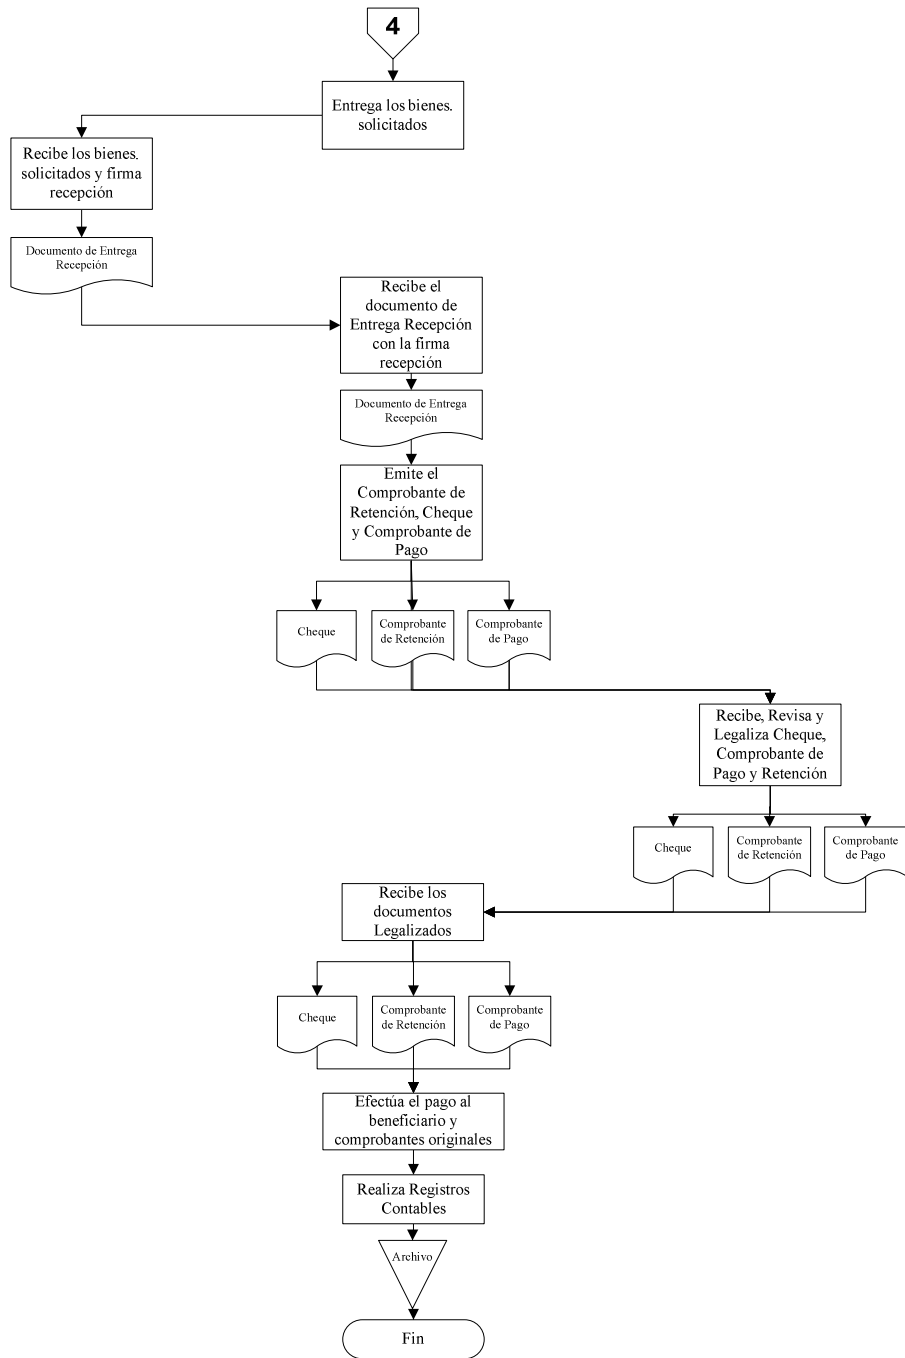 4
Entrega los bienes.
solicitados
Recibe los bienes.
solicitados y firma
recepción
Documento de Entrega
Recepción
Recibe el
documento de
Entrega Recepción
con la firma
recepción
Documento de Entrega
Recepción
Emite el
Comprobante de
Retención, Cheque
y Comprobante de
Pago
Cheque
Comprobante
de Retención
Comprobante
de Pago
Recibe, Revisa y
Legaliza Cheque,
Comprobante de
Pago y Retención
Cheque
Comprobante
de Retención
Comprobante
de Pago
Recibe los
documentos
Legalizados
Cheque
Comprobante
de Retención
Comprobante
de Pago
Efectúa el pago al
beneficiario y
comprobantes originales
Realiza Registros
Contables
Archivo
Fin